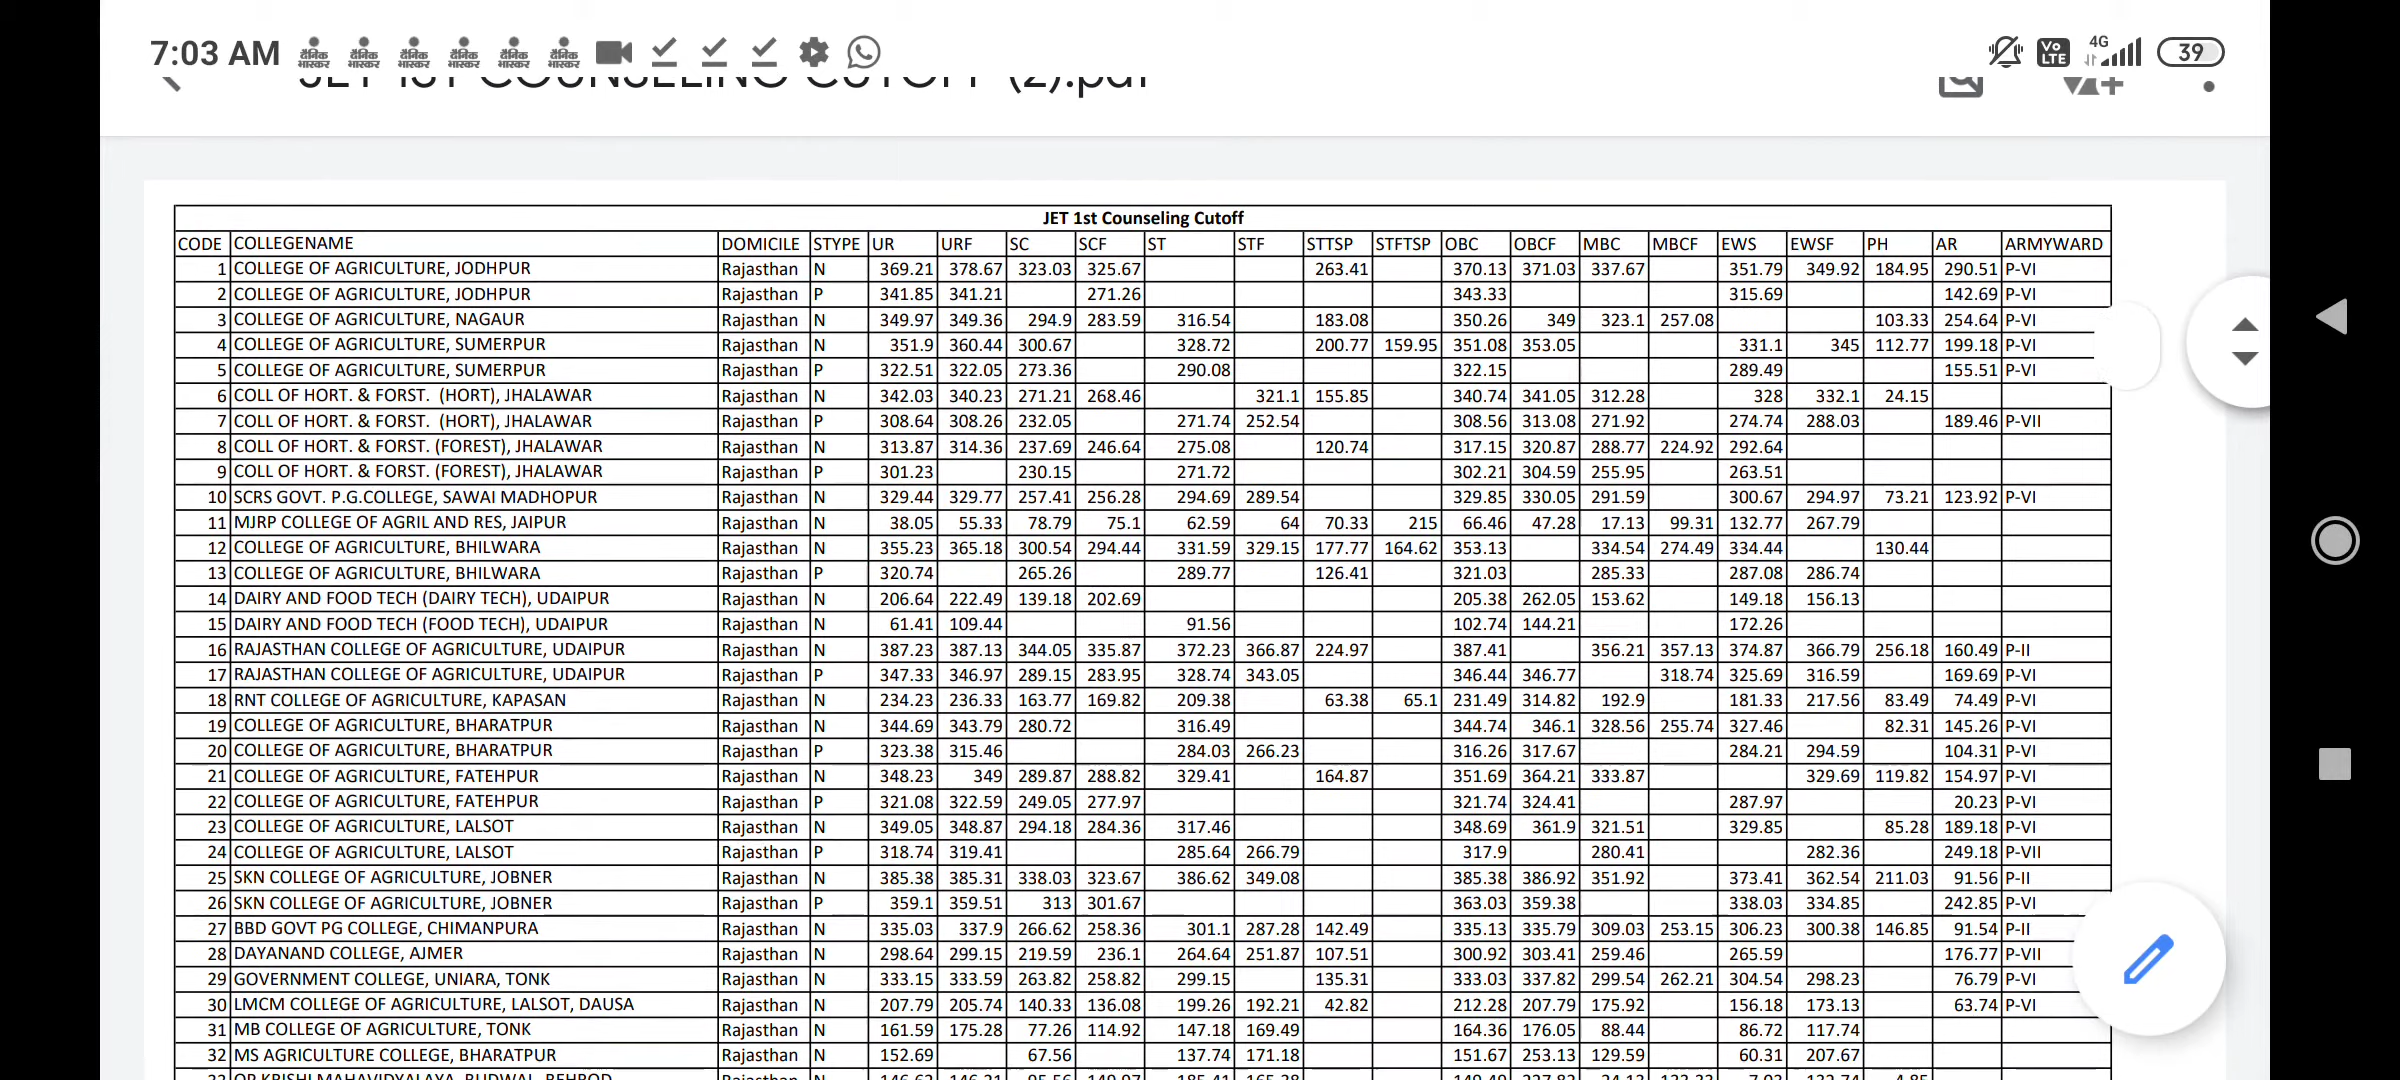 7:03 AM दैनिक भास्कर दैनिक भास्कर दैनिक भास्कर दैनिक भास्कर दैनिक भास्कर दैनिक भास्कर Vo LTE 4G 39
JET 1ST COUNSELING CUTOFF (2).pdf
JET 1st Counseling Cutoff
CODE COLLEGENAME DOMICILE STYPE UR URF SC SCF ST STF STTSP STFTSP OBC OBCF MBC MBCF EWS EWSF PH AR ARMYWARD
1 COLLEGE OF AGRICULTURE, JODHPUR Rajasthan N 369.21 378.67 323.03 325.67 263.41 370.13 371.03 337.67 351.79 349.92 184.95 290.51 P-VI
2 COLLEGE OF AGRICULTURE, JODHPUR Rajasthan P 341.85 341.21 271.26 343.33 315.69 142.69 P-VI
3 COLLEGE OF AGRICULTURE, NAGAUR Rajasthan N 349.97 349.36 294.9 283.59 316.54 183.08 350.26 349 323.1 257.08 103.33 254.64 P-VI
4 COLLEGE OF AGRICULTURE, SUMERPUR Rajasthan N 351.9 360.44 300.67 328.72 200.77 159.95 351.08 353.05 331.1 345 112.77 199.18 P-VI
5 COLLEGE OF AGRICULTURE, SUMERPUR Rajasthan P 322.51 322.05 273.36 290.08 322.15 289.49 155.51 P-VI
6 COLL OF HORT. & FORST. (HORT), JHALAWAR Rajasthan N 342.03 340.23 271.21 268.46 321.1 155.85 340.74 341.05 312.28 328 332.1 24.15
7 COLL OF HORT. & FORST. (HORT), JHALAWAR Rajasthan P 308.64 308.26 232.05 271.74 252.54 308.56 313.08 271.92 274.74 288.03 189.46 P-VII
8 COLL OF HORT. & FORST. (FOREST), JHALAWAR Rajasthan N 313.87 314.36 237.69 246.64 275.08 120.74 317.15 320.87 288.77 224.92 292.64
9 COLL OF HORT. & FORST. (FOREST), JHALAWAR Rajasthan P 301.23 230.15 271.72 302.21 304.59 255.95 263.51
10 SCRS GOVT. P.G.COLLEGE, SAWAI MADHOPUR Rajasthan N 329.44 329.77 257.41 256.28 294.69 289.54 329.85 330.05 291.59 300.67 294.97 73.21 123.92 P-VI
11 MJRP COLLEGE OF AGRIL AND RES, JAIPUR Rajasthan N 38.05 55.33 78.79 75.1 62.59 64 70.33 215 66.46 47.28 17.13 99.31 132.77 267.79
12 COLLEGE OF AGRICULTURE, BHILWARA Rajasthan N 355.23 365.18 300.54 294.44 331.59 329.15 177.77 164.62 353.13 334.54 274.49 334.44 130.44
13 COLLEGE OF AGRICULTURE, BHILWARA Rajasthan P 320.74 265.26 289.77 126.41 321.03 285.33 287.08 286.74
14 DAIRY AND FOOD TECH (DAIRY TECH), UDAIPUR Rajasthan N 206.64 222.49 139.18 202.69 205.38 262.05 153.62 149.18 156.13
15 DAIRY AND FOOD TECH (FOOD TECH), UDAIPUR Rajasthan N 61.41 109.44 91.56 102.74 144.21 172.26
16 RAJASTHAN COLLEGE OF AGRICULTURE, UDAIPUR Rajasthan N 387.23 387.13 344.05 335.87 372.23 366.87 224.97 387.41 356.21 357.13 374.87 366.79 256.18 160.49 P-II
17 RAJASTHAN COLLEGE OF AGRICULTURE, UDAIPUR Rajasthan P 347.33 346.97 289.15 283.95 328.74 343.05 346.44 346.77 318.74 325.69 316.59 169.69 P-VI
18 RNT COLLEGE OF AGRICULTURE, KAPASAN Rajasthan N 234.23 236.33 163.77 169.82 209.38 63.38 65.1 231.49 314.82 192.9 181.33 217.56 83.49 74.49 P-VI
19 COLLEGE OF AGRICULTURE, BHARATPUR Rajasthan N 344.69 343.79 280.72 316.49 344.74 346.1 328.56 255.74 327.46 82.31 145.26 P-VI
20 COLLEGE OF AGRICULTURE, BHARATPUR Rajasthan P 323.38 315.46 284.03 266.23 316.26 317.67 284.21 294.59 104.31 P-VI
21 COLLEGE OF AGRICULTURE, FATEHPUR Rajasthan N 348.23 349 289.87 288.82 329.41 164.87 351.69 364.21 333.87 329.69 119.82 154.97 P-VI
22 COLLEGE OF AGRICULTURE, FATEHPUR Rajasthan P 321.08 322.59 249.05 277.97 321.74 324.41 287.97 20.23 P-VI
23 COLLEGE OF AGRICULTURE, LALSOT Rajasthan N 349.05 348.87 294.18 284.36 317.46 348.69 361.9 321.51 329.85 85.28 189.18 P-VI
24 COLLEGE OF AGRICULTURE, LALSOT Rajasthan P 318.74 319.41 285.64 266.79 317.9 280.41 282.36 249.18 P-VII
25 SKN COLLEGE OF AGRICULTURE, JOBNER Rajasthan N 385.38 385.31 338.03 323.67 386.62 349.08 385.38 386.92 351.92 373.41 362.54 211.03 91.56 P-II
26 SKN COLLEGE OF AGRICULTURE, JOBNER Rajasthan P 359.1 359.51 313 301.67 363.03 359.38 338.03 334.85 242.85 P-VI
27 BBD GOVT PG COLLEGE, CHIMANPURA Rajasthan N 335.03 337.9 266.62 258.36 301.1 287.28 142.49 335.13 335.79 309.03 253.15 306.23 300.38 146.85 91.54 P-II
28 DAYANAND COLLEGE, AJMER Rajasthan N 298.64 299.15 219.59 236.1 264.64 251.87 107.51 300.92 303.41 259.46 265.59 176.77 P-VII
29 GOVERNMENT COLLEGE, UNIARA, TONK Rajasthan N 333.15 333.59 263.82 258.82 299.15 135.31 333.03 337.82 299.54 262.21 304.54 298.23 76.79 P-VI
30 LMCM COLLEGE OF AGRICULTURE, LALSOT, DAUSA Rajasthan N 207.79 205.74 140.33 136.08 199.26 192.21 42.82 212.28 207.79 175.92 156.18 173.13 63.74 P-VI
31 MB COLLEGE OF AGRICULTURE, TONK Rajasthan N 161.59 175.28 77.26 114.92 147.18 169.49 164.36 176.05 88.44 86.72 117.74
32 MS AGRICULTURE COLLEGE, BHARATPUR Rajasthan N 152.69 67.56 137.74 171.18 151.67 253.13 129.59 60.31 207.67